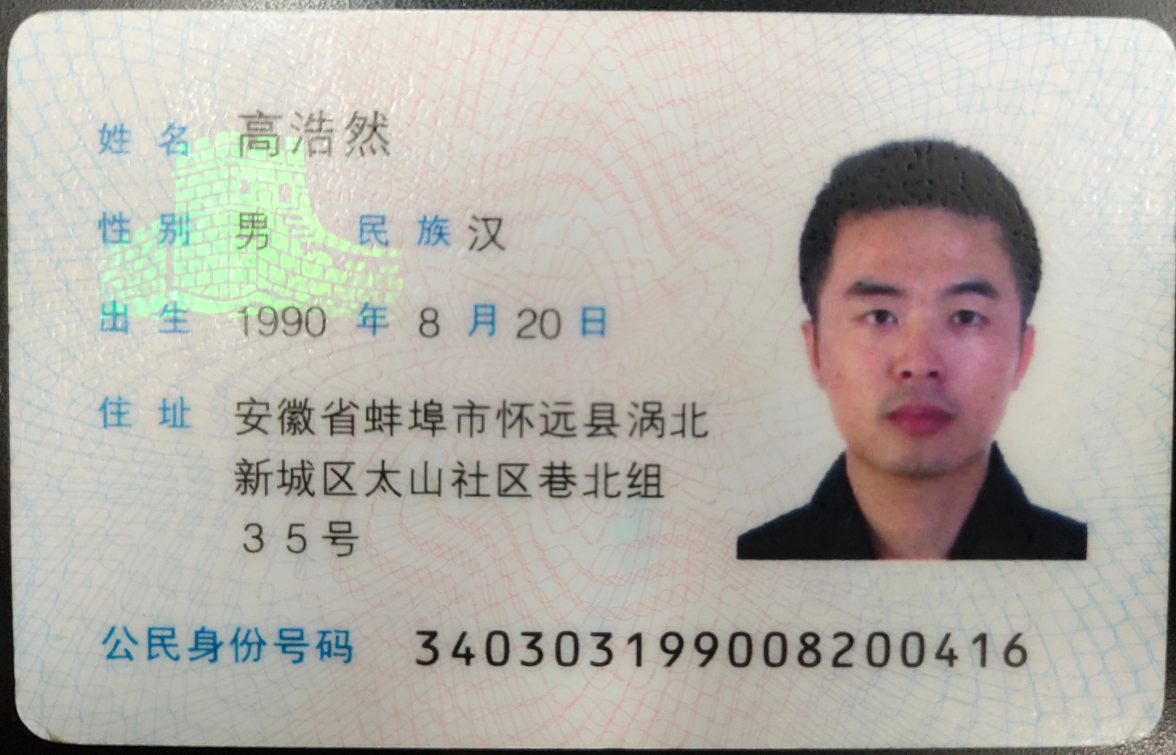 姓名 高浩然
性别 男 民族 汉
出生 1990 年 8 月 20 日
住址 安徽省蚌埠市怀远县涡北
新城区太山社区巷北组
35号
公民身份号码 340303199008200416